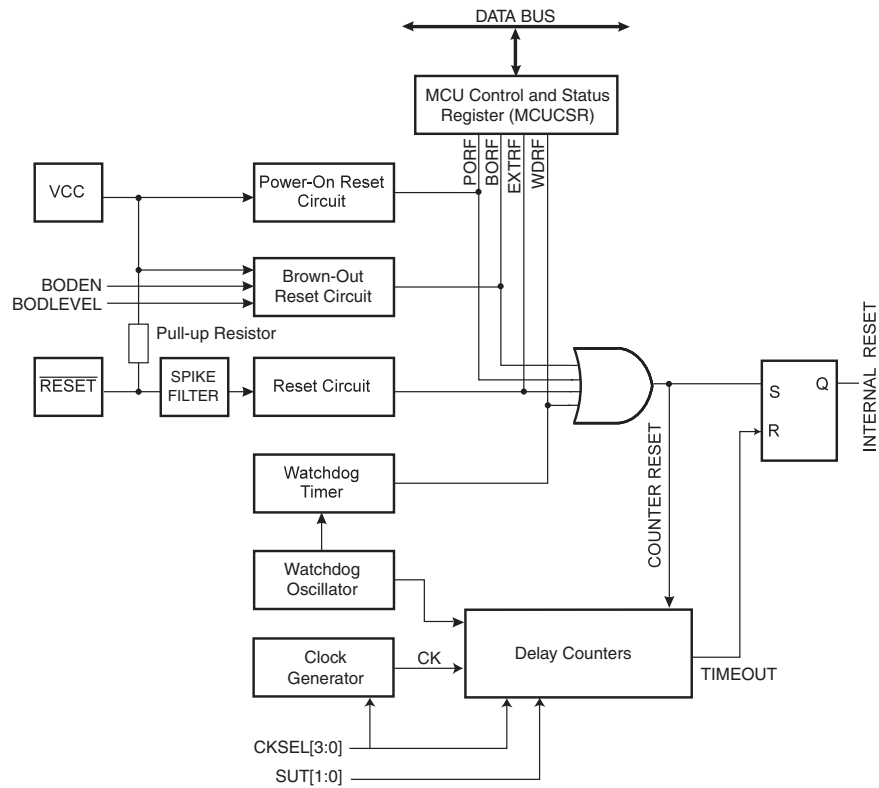 DATA BUS
MCU Control and Status
Register (MCUCSR)
PORF
BORF
EXTRF
WDRF
VCC
Power-On Reset
Circuit
BODEN
BODLEVEL
Brown-Out
Reset Circuit
Pull-up Resistor
RESET
SPIKE
FILTER
Reset Circuit
S
Q
R
INTERNAL RESET
Watchdog
Timer
COUNTER RESET
Watchdog
Oscillator
Clock
Generator
CK
Delay Counters
TIMEOUT
CKSEL[3:0]
SUT[1:0]